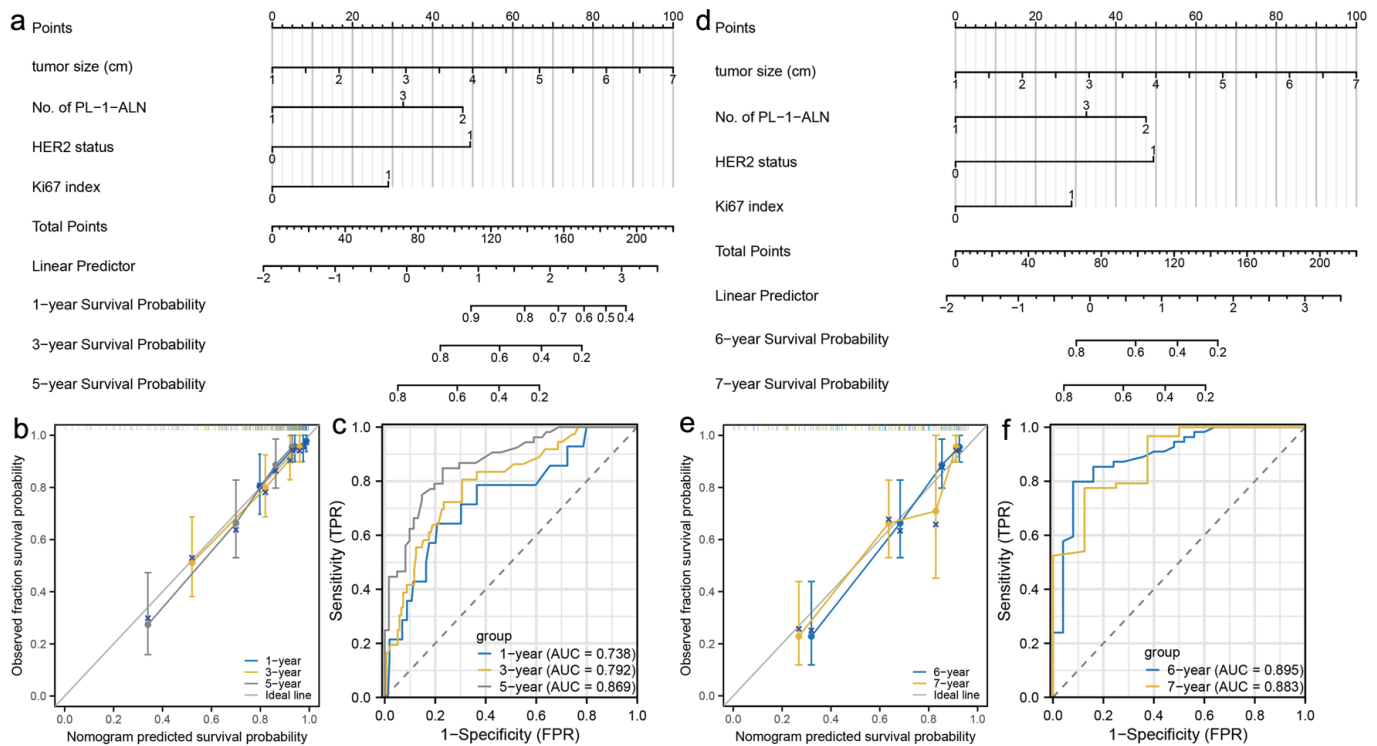 a
Points
0 20 40 60 80 100
tumor size (cm)
1 2 3 4 5 6 7
No. of PL−1−ALN
1 3 2
HER2 status
0 1
Ki67 index
0 1
Total Points
0 40 80 120 160 200
Linear Predictor
−2 −1 0 1 2 3
1−year Survival Probability
0.9 0.8 0.7 0.6 0.5 0.4
3−year Survival Probability
0.8 0.6 0.4 0.2
5−year Survival Probability
0.8 0.6 0.4 0.2
d
Points
0 20 40 60 80 100
tumor size (cm)
1 2 3 4 5 6 7
No. of PL−1−ALN
1 3 2
HER2 status
0 1
Ki67 index
0 1
Total Points
0 40 80 120 160 200
Linear Predictor
−2 −1 0 1 2 3
6−year Survival Probability
0.8 0.6 0.4 0.2
7−year Survival Probability
0.8 0.6 0.4 0.2
b
Observed fraction survival probability
1.0
0.8
0.6
0.4
0.2
0.0
1−year
3−year
5−year
Ideal line
0.0 0.2 0.4 0.6 0.8 1.0
Nomogram predicted survival probability
c
Sensitivity (TPR)
1.0
0.8
0.6
0.4
0.2
0.0
group
1−year (AUC = 0.738)
3−year (AUC = 0.792)
5−year (AUC = 0.869)
0.0 0.2 0.4 0.6 0.8 1.0
1−Specificity (FPR)
e
Observed fraction survival probability
1.0
0.8
0.6
0.4
0.2
0.0
6−year
7−year
Ideal line
0.0 0.2 0.4 0.6 0.8 1.0
Nomogram predicted survival probability
f
Sensitivity (TPR)
1.0
0.8
0.6
0.4
0.2
0.0
group
6−year (AUC = 0.895)
7−year (AUC = 0.883)
0.0 0.2 0.4 0.6 0.8 1.0
1−Specificity (FPR)